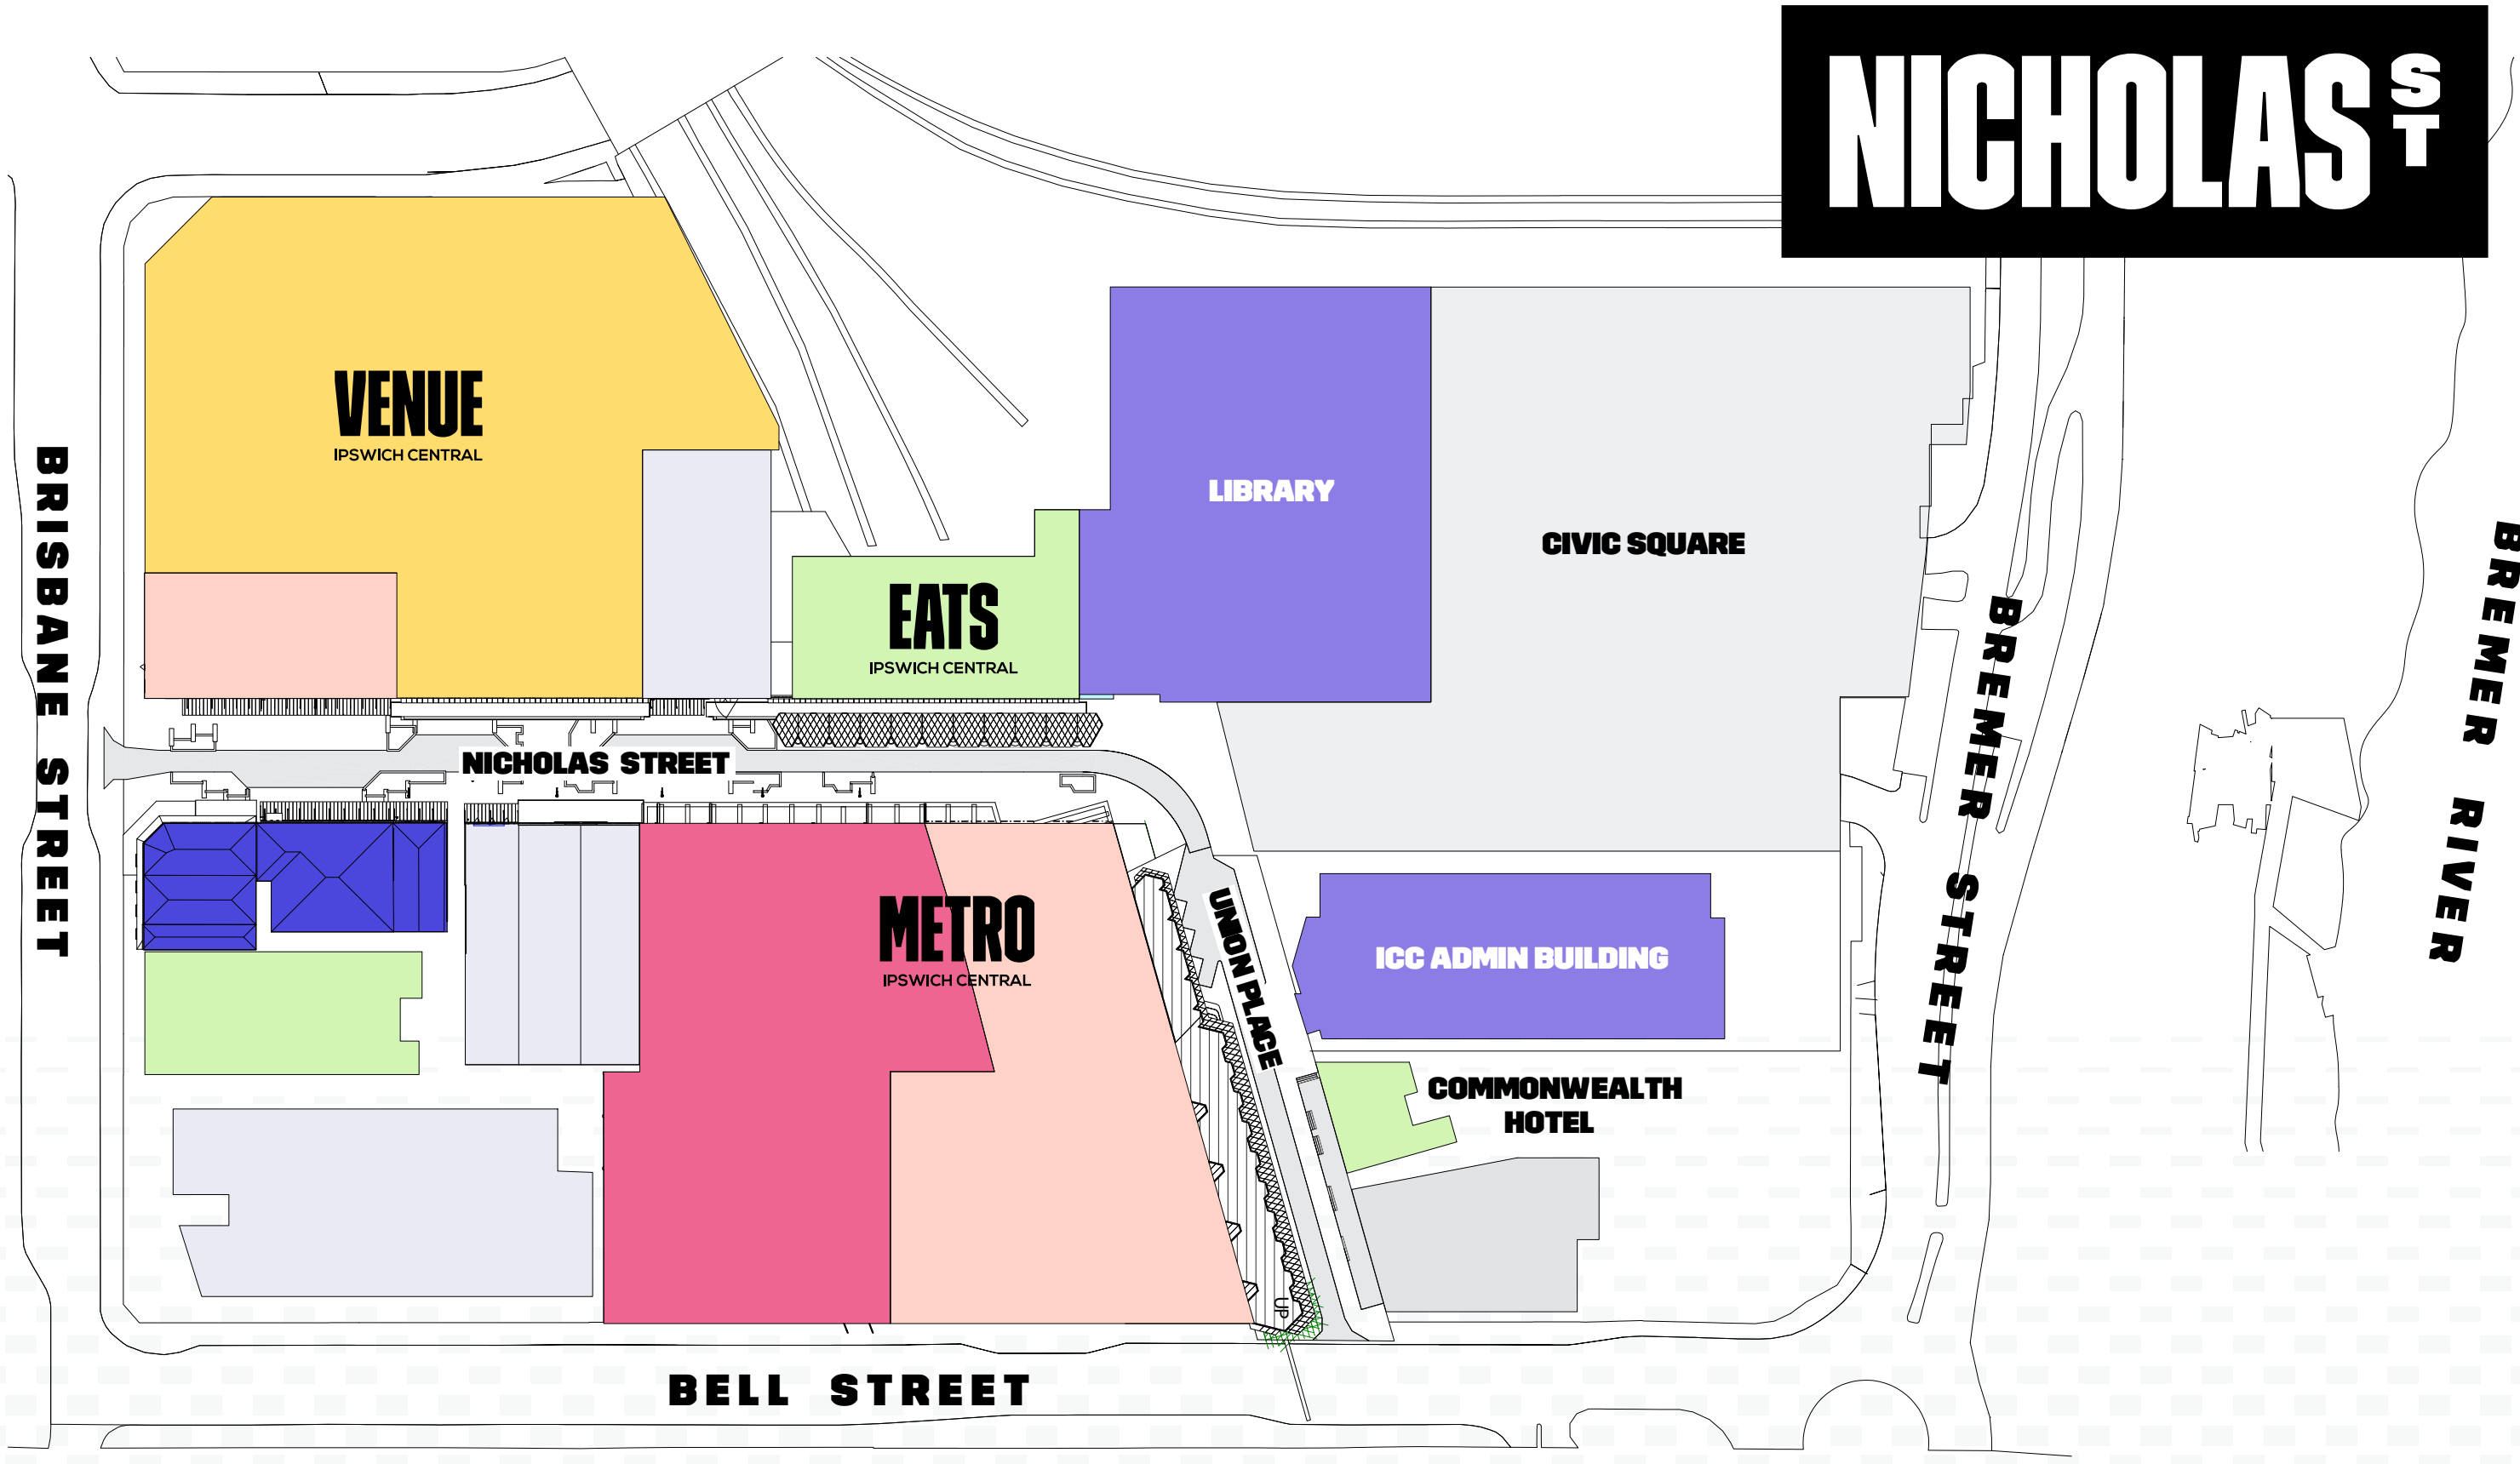 NICHOLAS ST
VENUE
IPSWICH CENTRAL
LIBRARY
CIVIC SQUARE
EATS
IPSWICH CENTRAL
BRISBANE STREET
NICHOLAS STREET
BREMER STREET
BREMER RIVER
METRO
IPSWICH CENTRAL
UNION PLACE
ICC ADMIN BUILDING
COMMONWEALTH
HOTEL
UP
BELL STREET